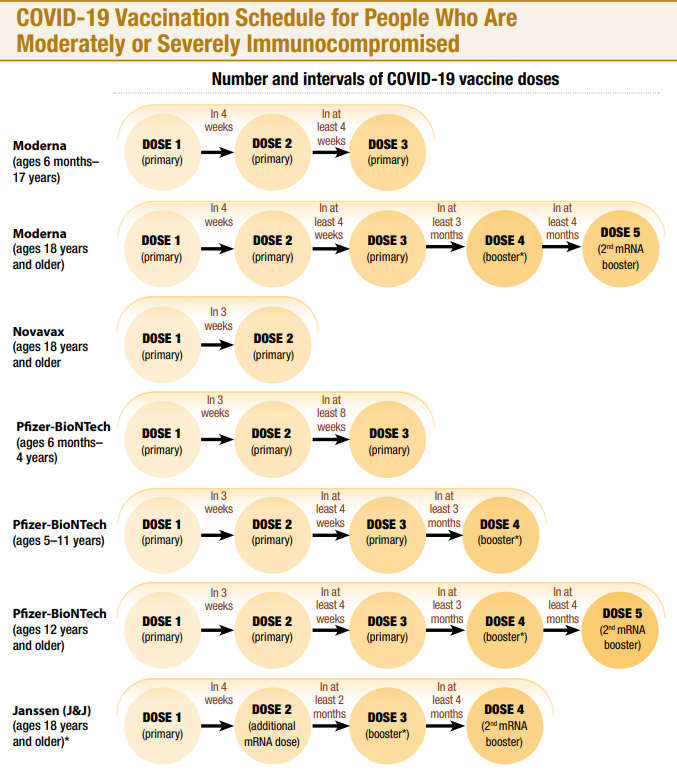 COVID-19 Vaccination Schedule for People Who Are
Moderately or Severely Immunocompromised
Number and intervals of COVID-19 vaccine doses
Moderna
(ages 6 months–
17 years)
DOSE 1
(primary)
In 4
weeks
DOSE 2
(primary)
In at
least 4
weeks
DOSE 3
(primary)
Moderna
(ages 18 years
and older)
DOSE 1
(primary)
In 4
weeks
DOSE 2
(primary)
In at
least 4
weeks
DOSE 3
(primary)
In at
least 3
months
DOSE 4
(booster*)
In at
least 4
months
DOSE 5
(2nd mRNA
booster)
Novavax
(ages 18 years
and older
DOSE 1
(primary)
In 3
weeks
DOSE 2
(primary)
Pfizer-BioNTech
(ages 6 months–
4 years)
DOSE 1
(primary)
In 3
weeks
DOSE 2
(primary)
In at
least 8
weeks
DOSE 3
(primary)
Pfizer-BioNTech
(ages 5–11 years)
DOSE 1
(primary)
In 3
weeks
DOSE 2
(primary)
In at
least 4
weeks
DOSE 3
(primary)
In at
least 3
months
DOSE 4
(booster*)
Pfizer-BioNTech
(ages 12 years
and older)
DOSE 1
(primary)
In 3
weeks
DOSE 2
(primary)
In at
least 4
weeks
DOSE 3
(primary)
In at
least 3
months
DOSE 4
(booster*)
In at
least 4
months
DOSE 5
(2nd mRNA
booster)
Janssen (J&J)
(ages 18 years
and older)*
DOSE 1
(primary)
In 4
weeks
DOSE 2
(additional
mRNA dose)
In at
least 2
months
DOSE 3
(booster*)
In at
least 4
months
DOSE 4
(2nd mRNA
booster)